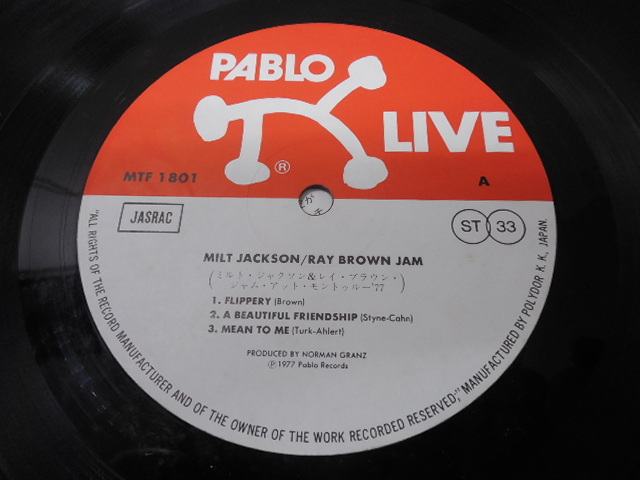 PABLO
LIVE
®
MTF 1801
A
JASRAC
ST 33
MILT JACKSON/RAY BROWN JAM
(ミルト・ジャクソン&レイ・ブラウン・
ジャム・アット・モントゥルー'77)
1. FLIPPERY (Brown)
2. A BEAUTIFUL FRIENDSHIP (Styne-Cahn)
3. MEAN TO ME (Turk-Ahlert)
PRODUCED BY NORMAN GRANZ
Ⓟ 1977 Pablo Records
"ALL RIGHTS OF THE RECORD MANUFACTURER AND OF THE OWNER OF THE WORK RECORDED RESERVED;" MANUFACTURED BY POLYDOR K. K., JAPAN.